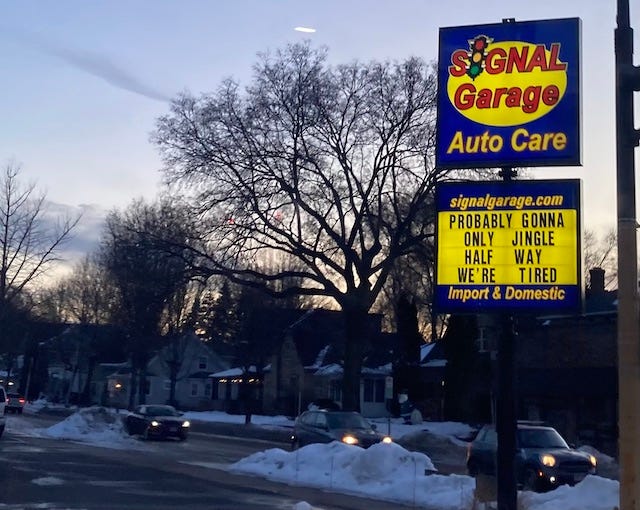 SIGNAL
Garage
Auto Care
signalgarage.com
PROBABLY GONNA
ONLY JINGLE
HALF WAY
WE'RE TIRED
Import & Domestic